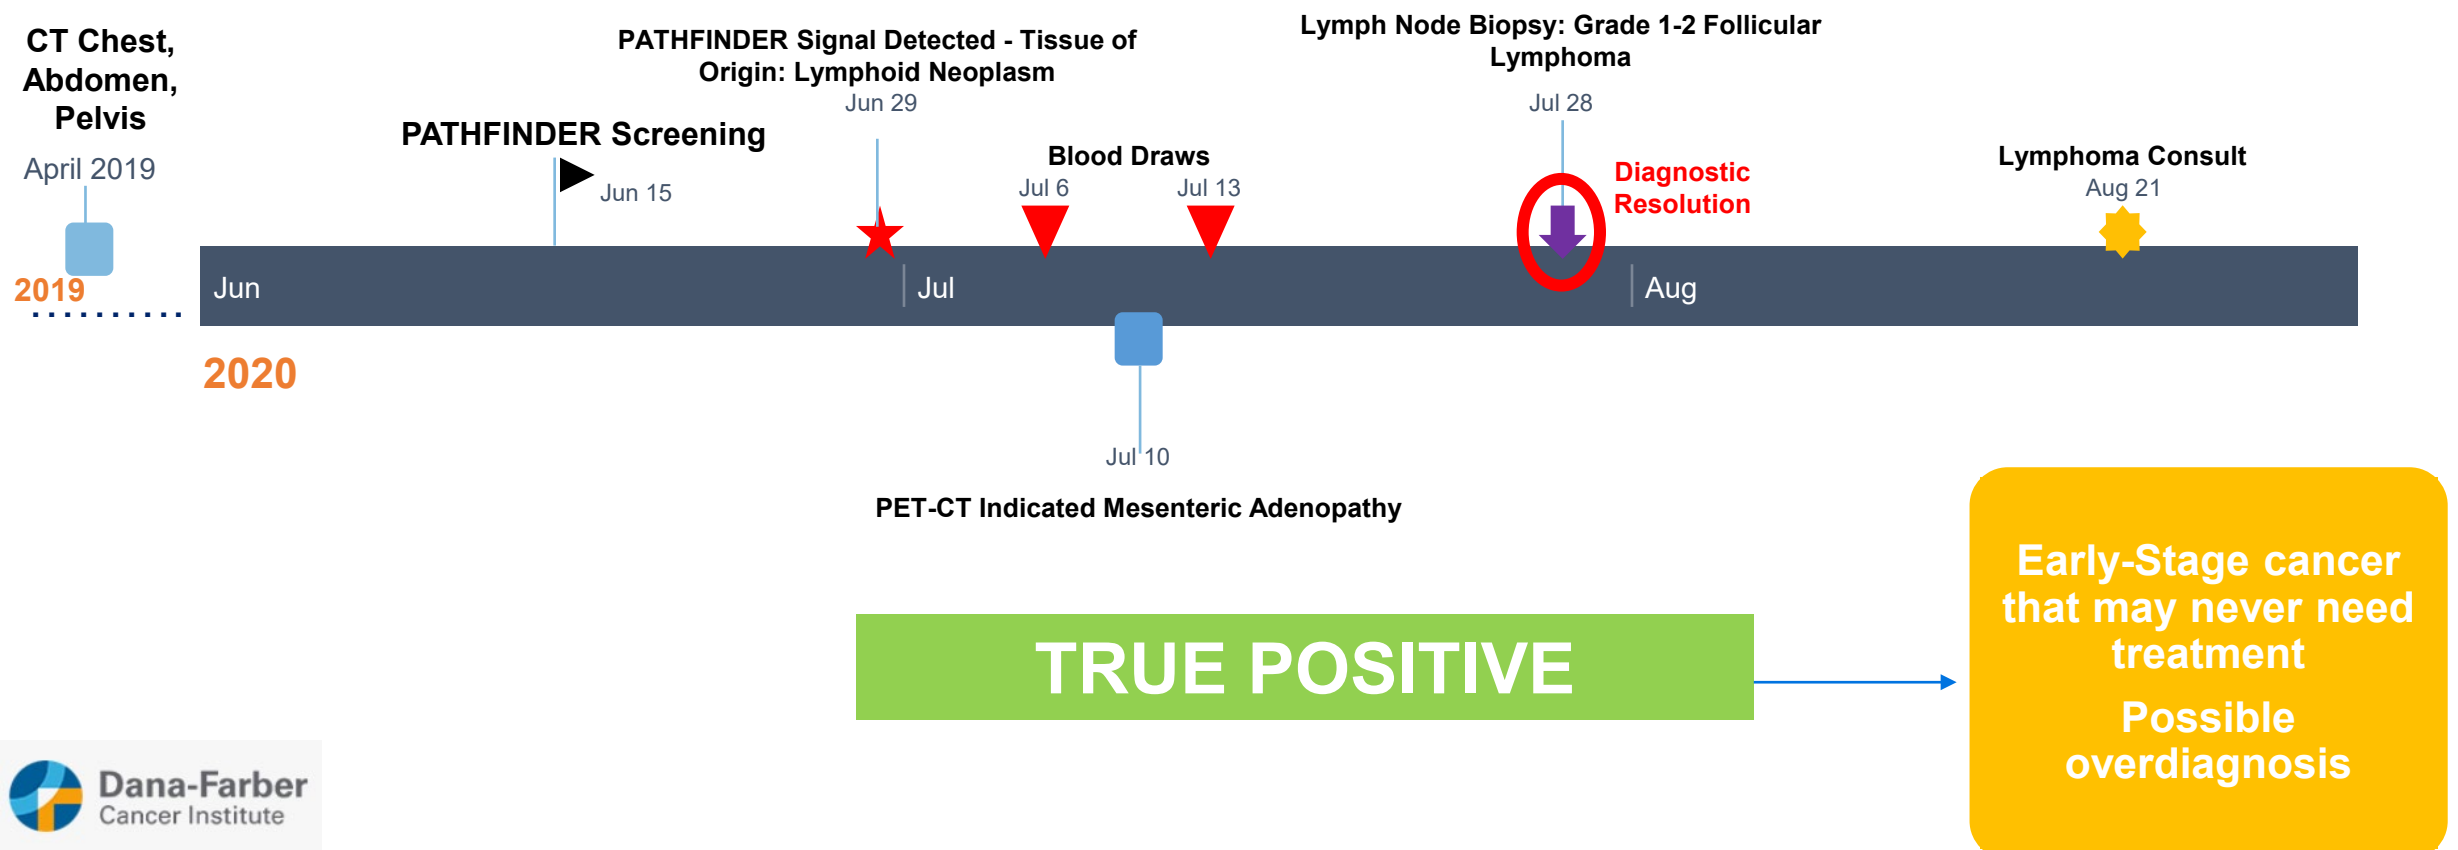 CT Chest,
Abdomen,
Pelvis
April 2019
PATHFINDER Screening
Jun 15
PATHFINDER Signal Detected - Tissue of
Origin: Lymphoid Neoplasm
Jun 29
Blood Draws
Jul 6
Jul 13
Lymph Node Biopsy: Grade 1-2 Follicular
Lymphoma
Jul 28
Diagnostic
Resolution
Lymphoma Consult
Aug 21
2019
Jun
Jul
Aug
2020
Jul 10
PET-CT Indicated Mesenteric Adenopathy
TRUE POSITIVE
Early-Stage cancer
that may never need
treatment
Possible
overdiagnosis
Dana-Farber
Cancer Institute